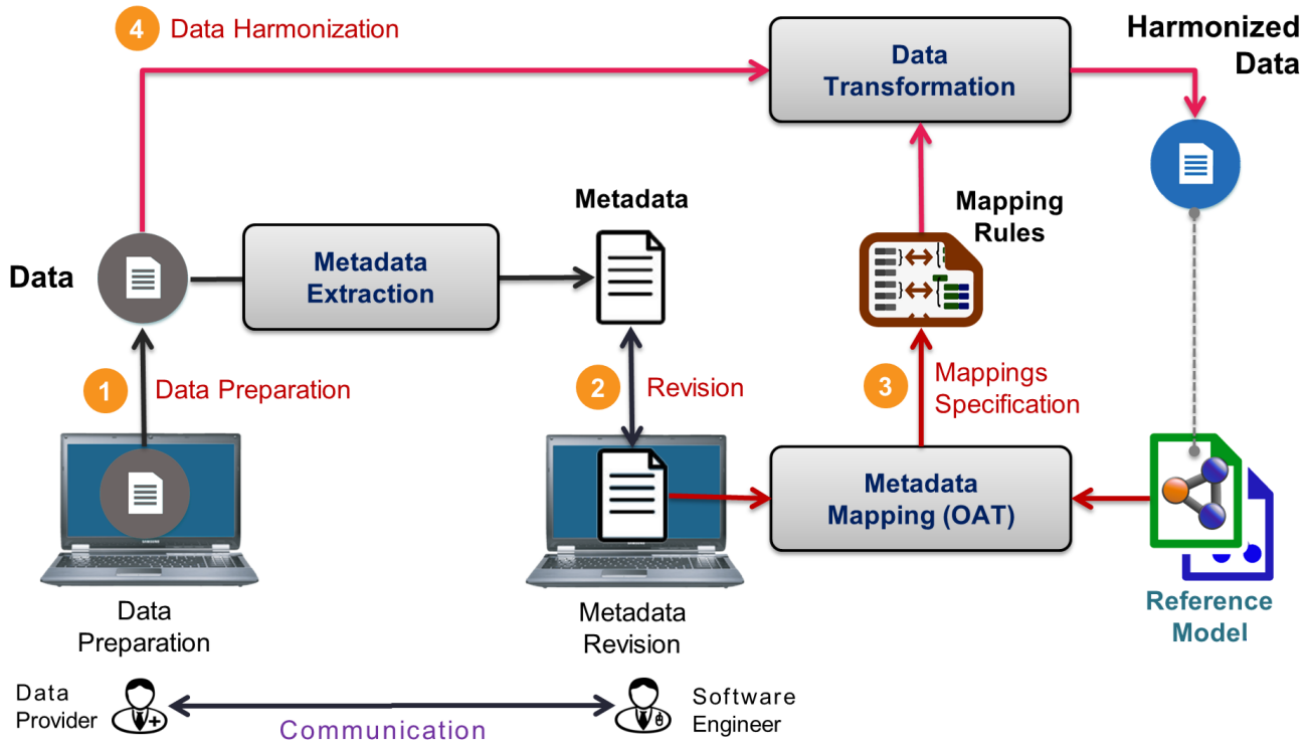 4 Data Harmonization
Data
Transformation
Harmonized
Data
Metadata
Mapping
Rules
Data
Metadata
Extraction
1 Data Preparation
2 Revision
3 Mappings
Specification
Metadata
Mapping (OAT)
Data
Preparation
Metadata
Revision
Reference
Model
Data
Provider
Communication
Software
Engineer